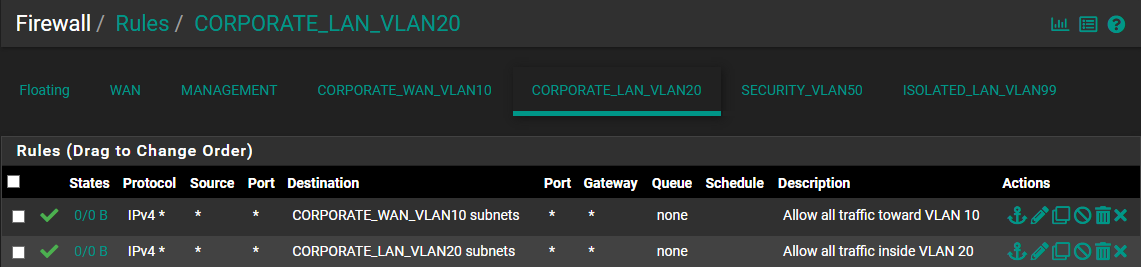 Firewall / Rules / CORPORATE_LAN_VLAN20
Floating WAN MANAGEMENT CORPORATE_WAN_VLAN10 CORPORATE_LAN_VLAN20 SECURITY_VLAN50 ISOLATED_LAN_VLAN99
Rules (Drag to Change Order)
States Protocol Source Port Destination Port Gateway Queue Schedule Description Actions
0/0 B IPv4 * * * CORPORATE_WAN_VLAN10 subnets * * none Allow all traffic toward VLAN 10
0/0 B IPv4 * * * CORPORATE_LAN_VLAN20 subnets * * none Allow all traffic inside VLAN 20